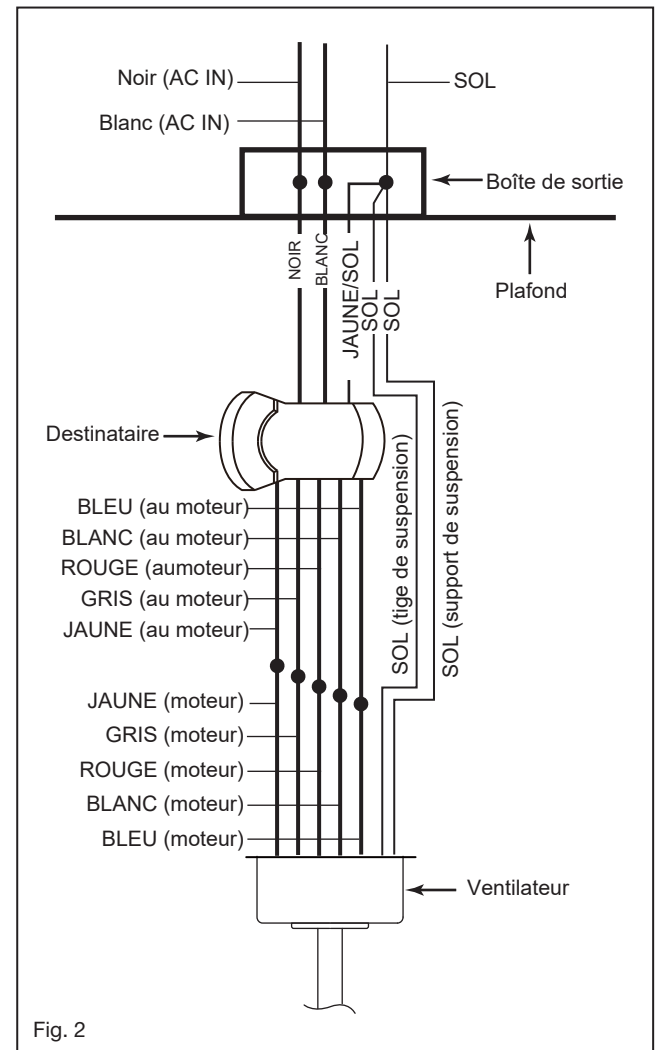 Noir (AC IN)
SOL
Blanc (AC IN)
Boîte de sortie
Plafond
NOIR
BLANC
JAUNE/SOL
SOL
SOL
Destinataire
SOL (tige de suspension)
SOL (support de suspension)
BLEU (au moteur)
BLANC (au moteur)
ROUGE (aumoteur)
GRIS (au moteur)
JAUNE (au moteur)
JAUNE (moteur)
GRIS (moteur)
ROUGE (moteur)
BLANC (moteur)
BLEU (moteur)
Ventilateur
Fig. 2